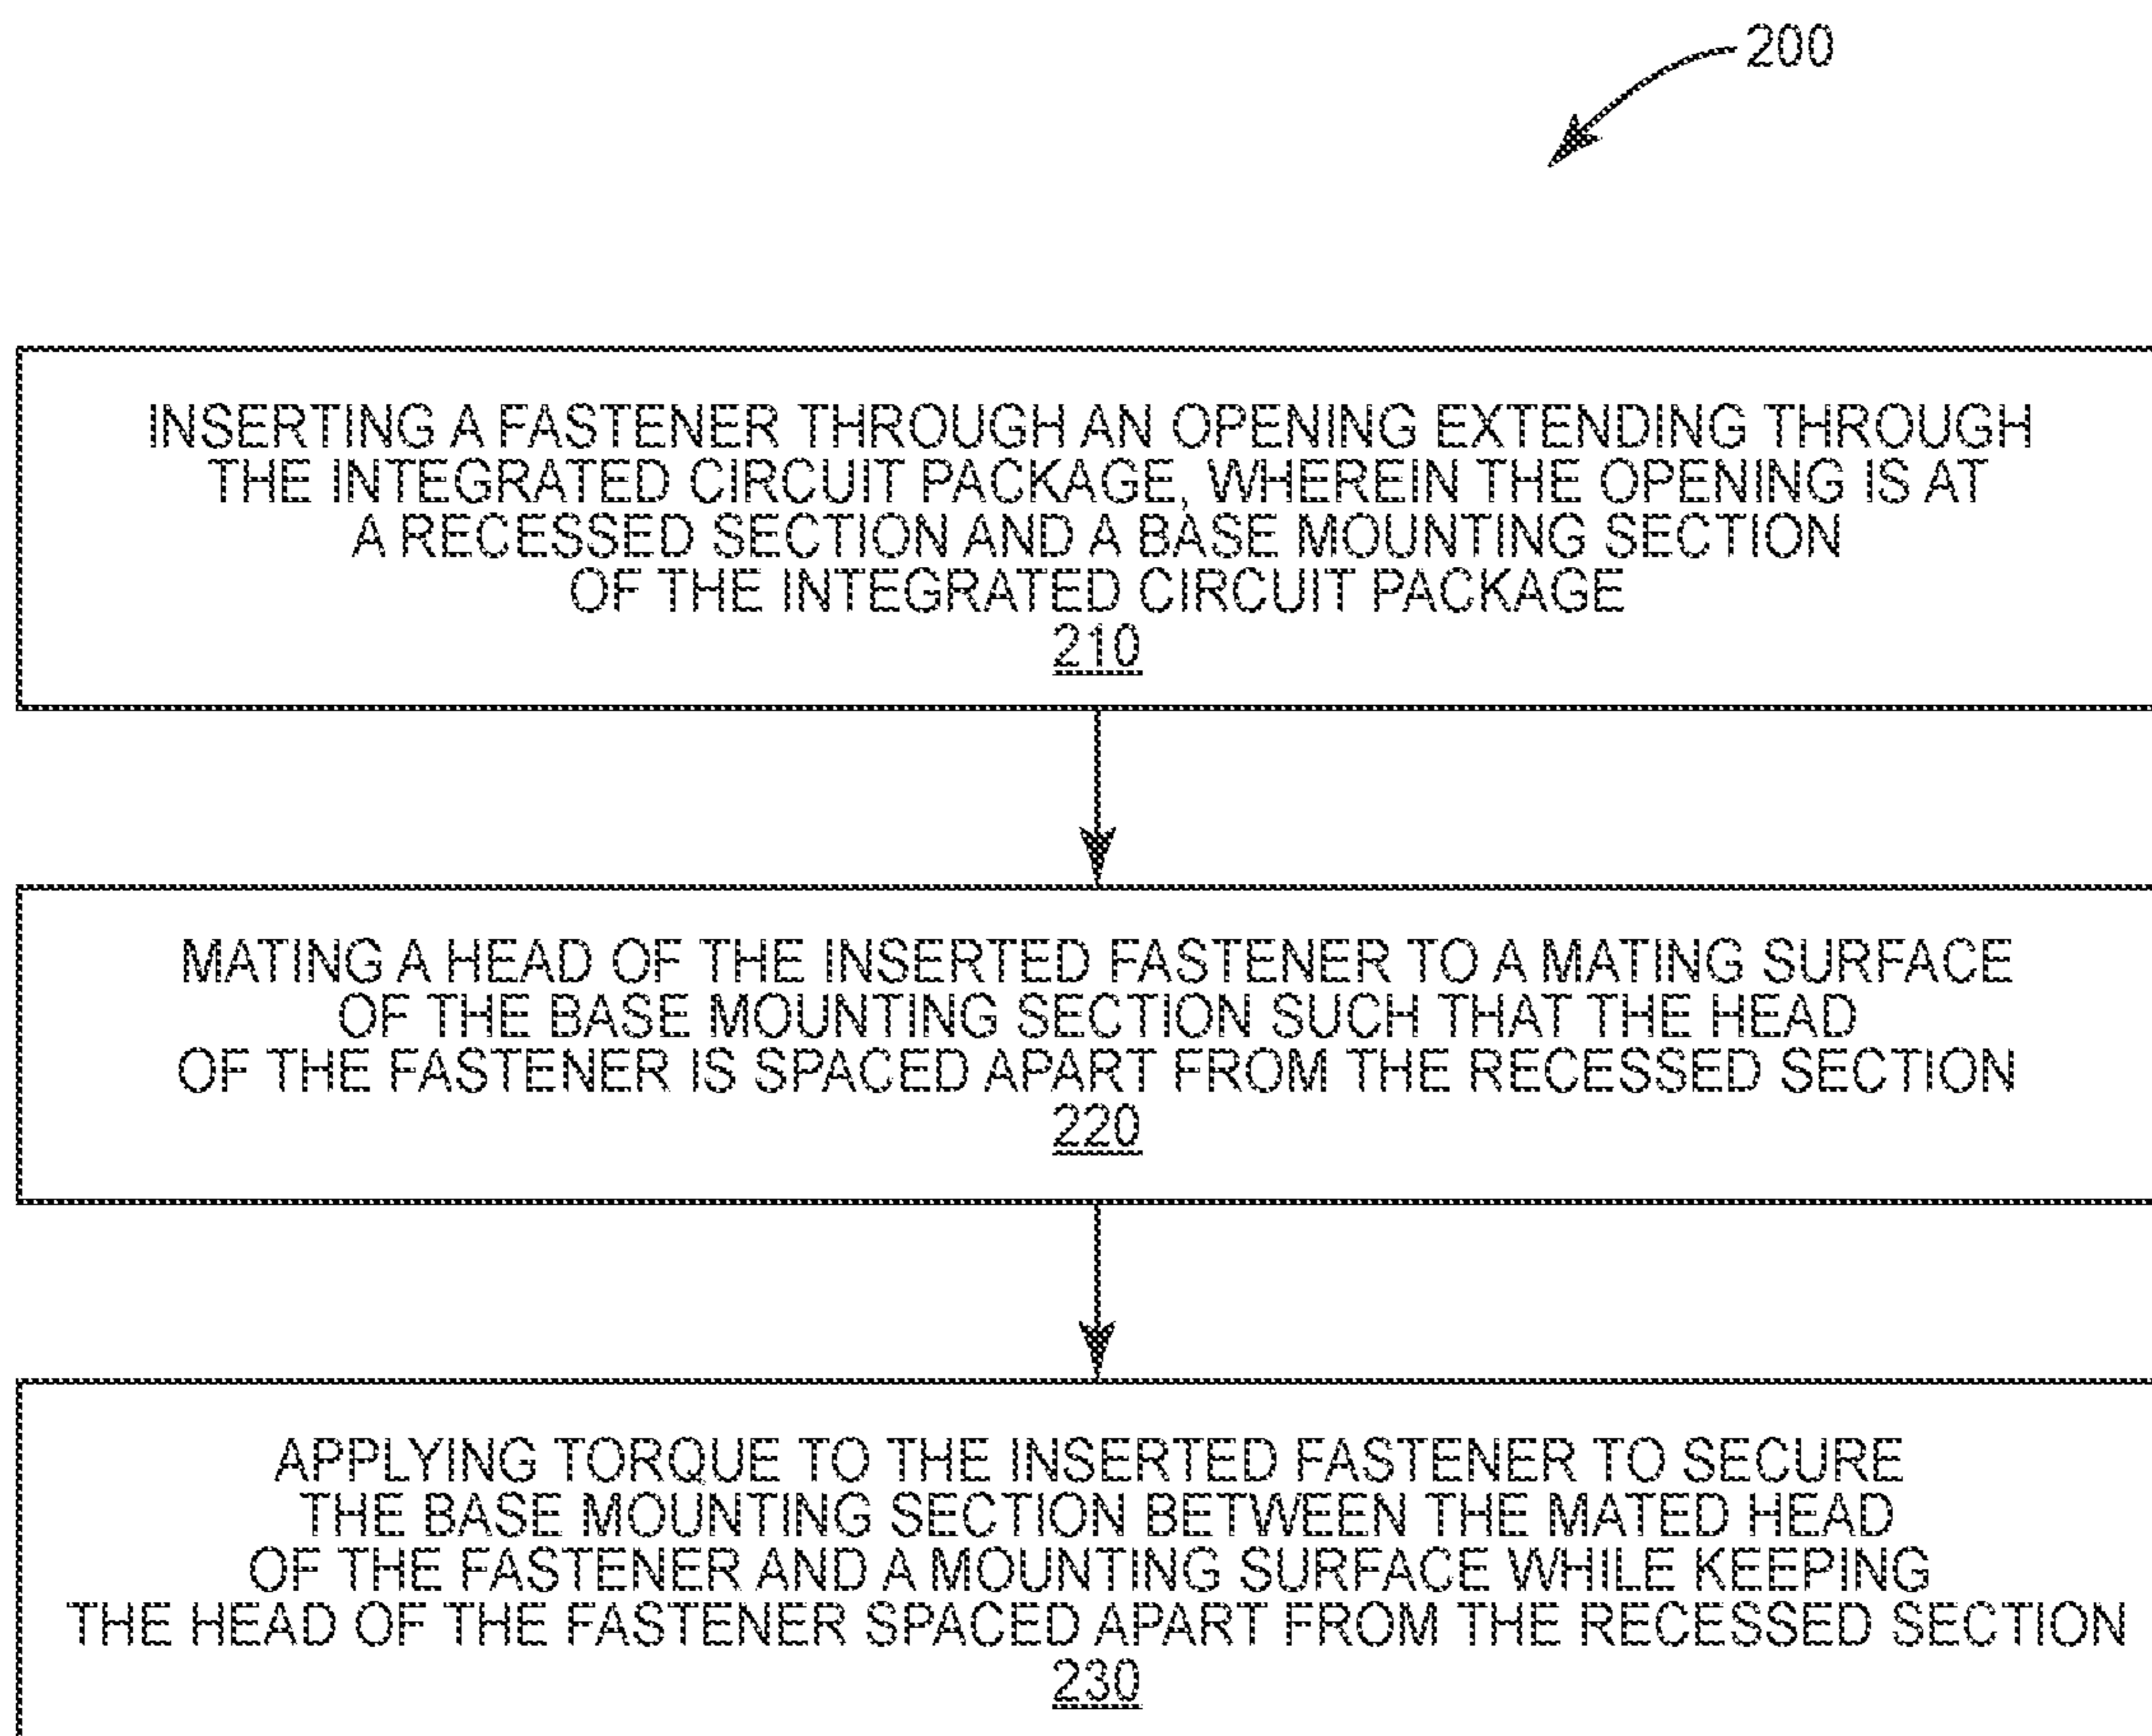 200
INSERTING A FASTENER THROUGH AN OPENING EXTENDING THROUGH
THE INTEGRATED CIRCUIT PACKAGE, WHEREIN THE OPENING IS AT
A RECESSED SECTION AND A BASE MOUNTING SECTION
OF THE INTEGRATED CIRCUIT PACKAGE
210
MATING A HEAD OF THE INSERTED FASTENER TO A MATING SURFACE
OF THE BASE MOUNTING SECTION SUCH THAT THE HEAD
OF THE FASTENER IS SPACED APART FROM THE RECESSED SECTION
220
APPLYING TORQUE TO THE INSERTED FASTENER TO SECURE
THE BASE MOUNTING SECTION BETWEEN THE MATED HEAD
OF THE FASTENER AND A MOUNTING SURFACE WHILE KEEPING
THE HEAD OF THE FASTENER SPACED APART FROM THE RECESSED SECTION
230